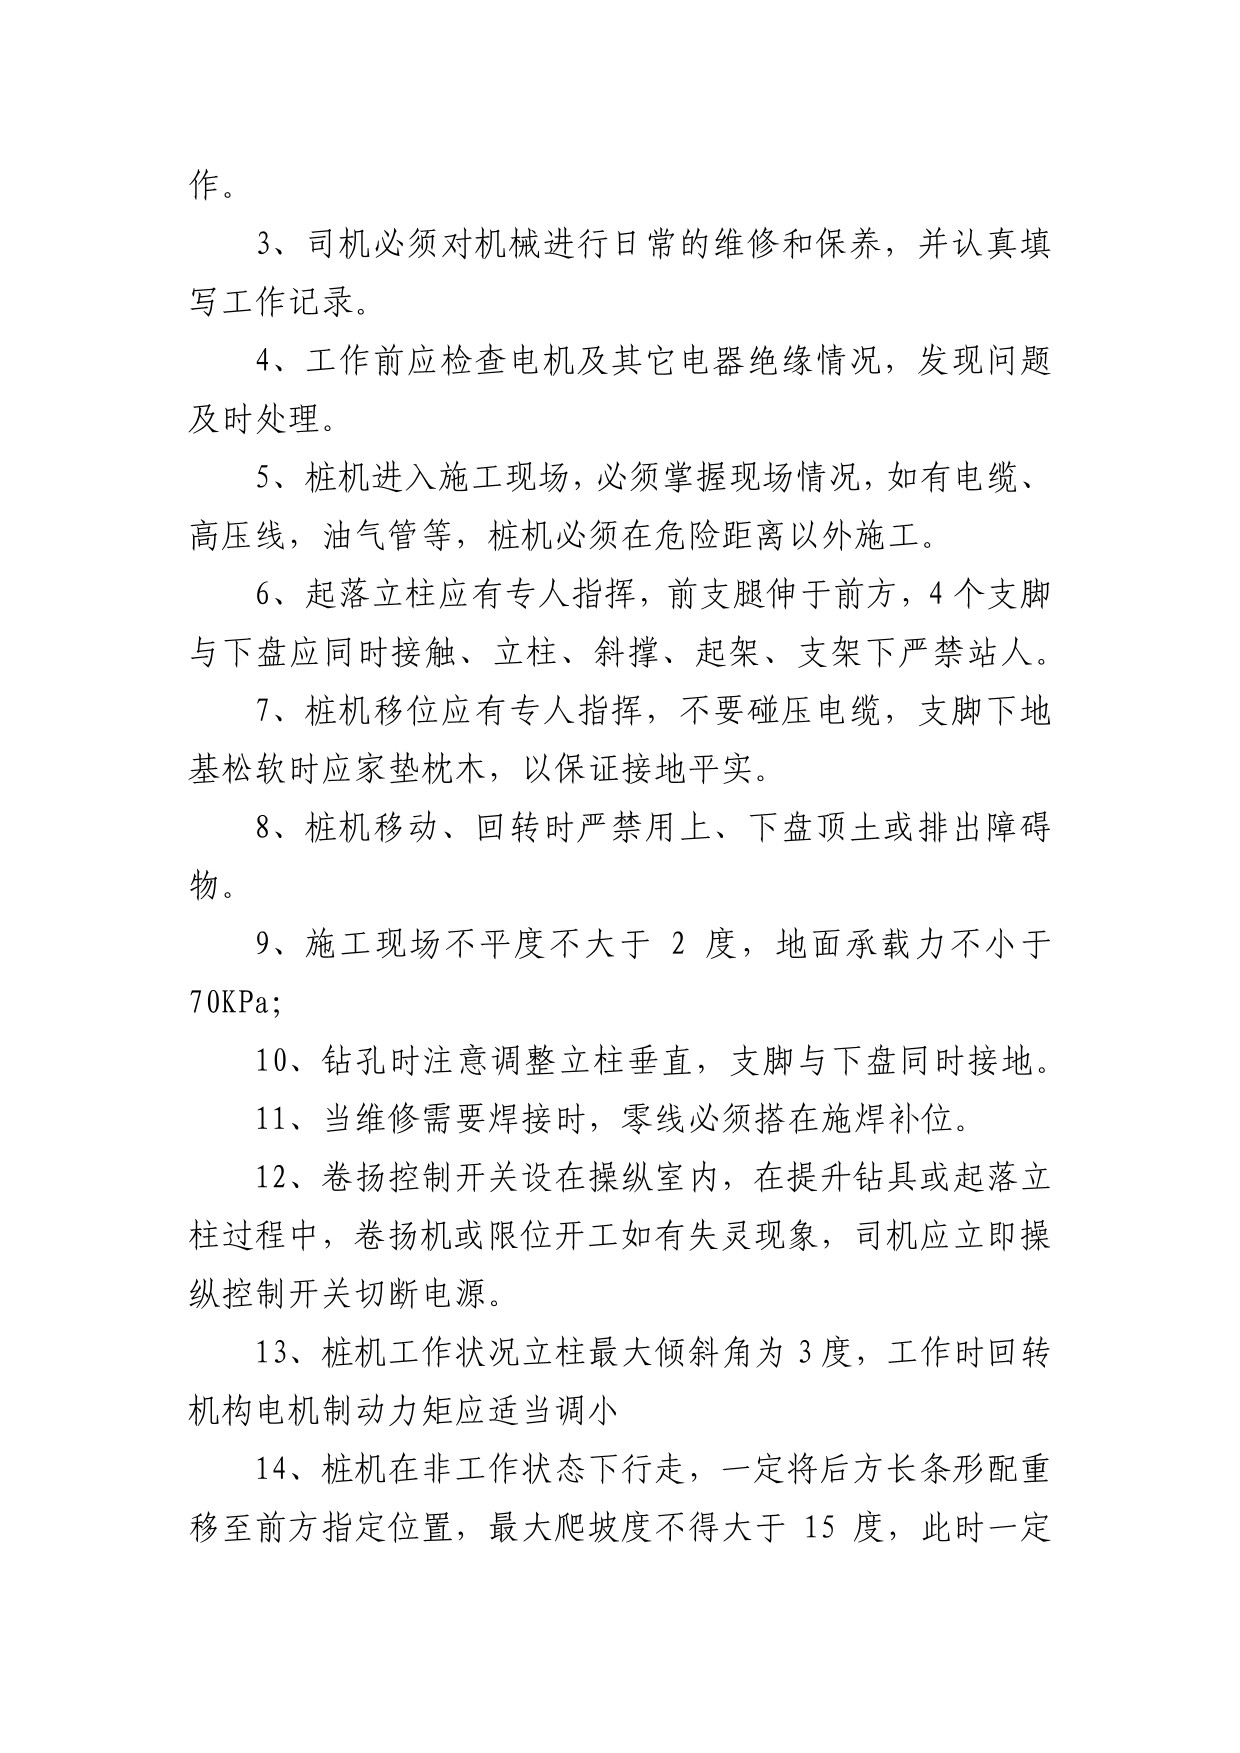 作。
3、司机必须对机械进行日常的维修和保养，并认真填
写工作记录。
4、工作前应检查电机及其它电器绝缘情况，发现问题
及时处理。
5、桩机进入施工现场，必须掌握现场情况，如有电缆、
高压线，油气管等，桩机必须在危险距离以外施工。
6、起落立柱应有专人指挥，前支腿伸于前方，4个支脚
与下盘应同时接触、立柱、斜撑、起架、支架下严禁站人。
7、桩机移位应有专人指挥，不要碰压电缆，支脚下地
基松软时应家垫枕木，以保证接地平实。
8、桩机移动、回转时严禁用上、下盘顶土或排出障碍
物。
9、施工现场不平度不大于 2 度，地面承载力不小于
70KPa；
10、钻孔时注意调整立柱垂直，支脚与下盘同时接地。
11、当维修需要焊接时，零线必须搭在施焊补位。
12、卷扬控制开关设在操纵室内，在提升钻具或起落立
柱过程中，卷扬机或限位开工如有失灵现象，司机应立即操
纵控制开关切断电源。
13、桩机工作状况立柱最大倾斜角为 3 度，工作时回转
机构电机制动力矩应适当调小
14、桩机在非工作状态下行走，一定将后方长条形配重
移至前方指定位置，最大爬坡度不得大于 15 度，此时一定